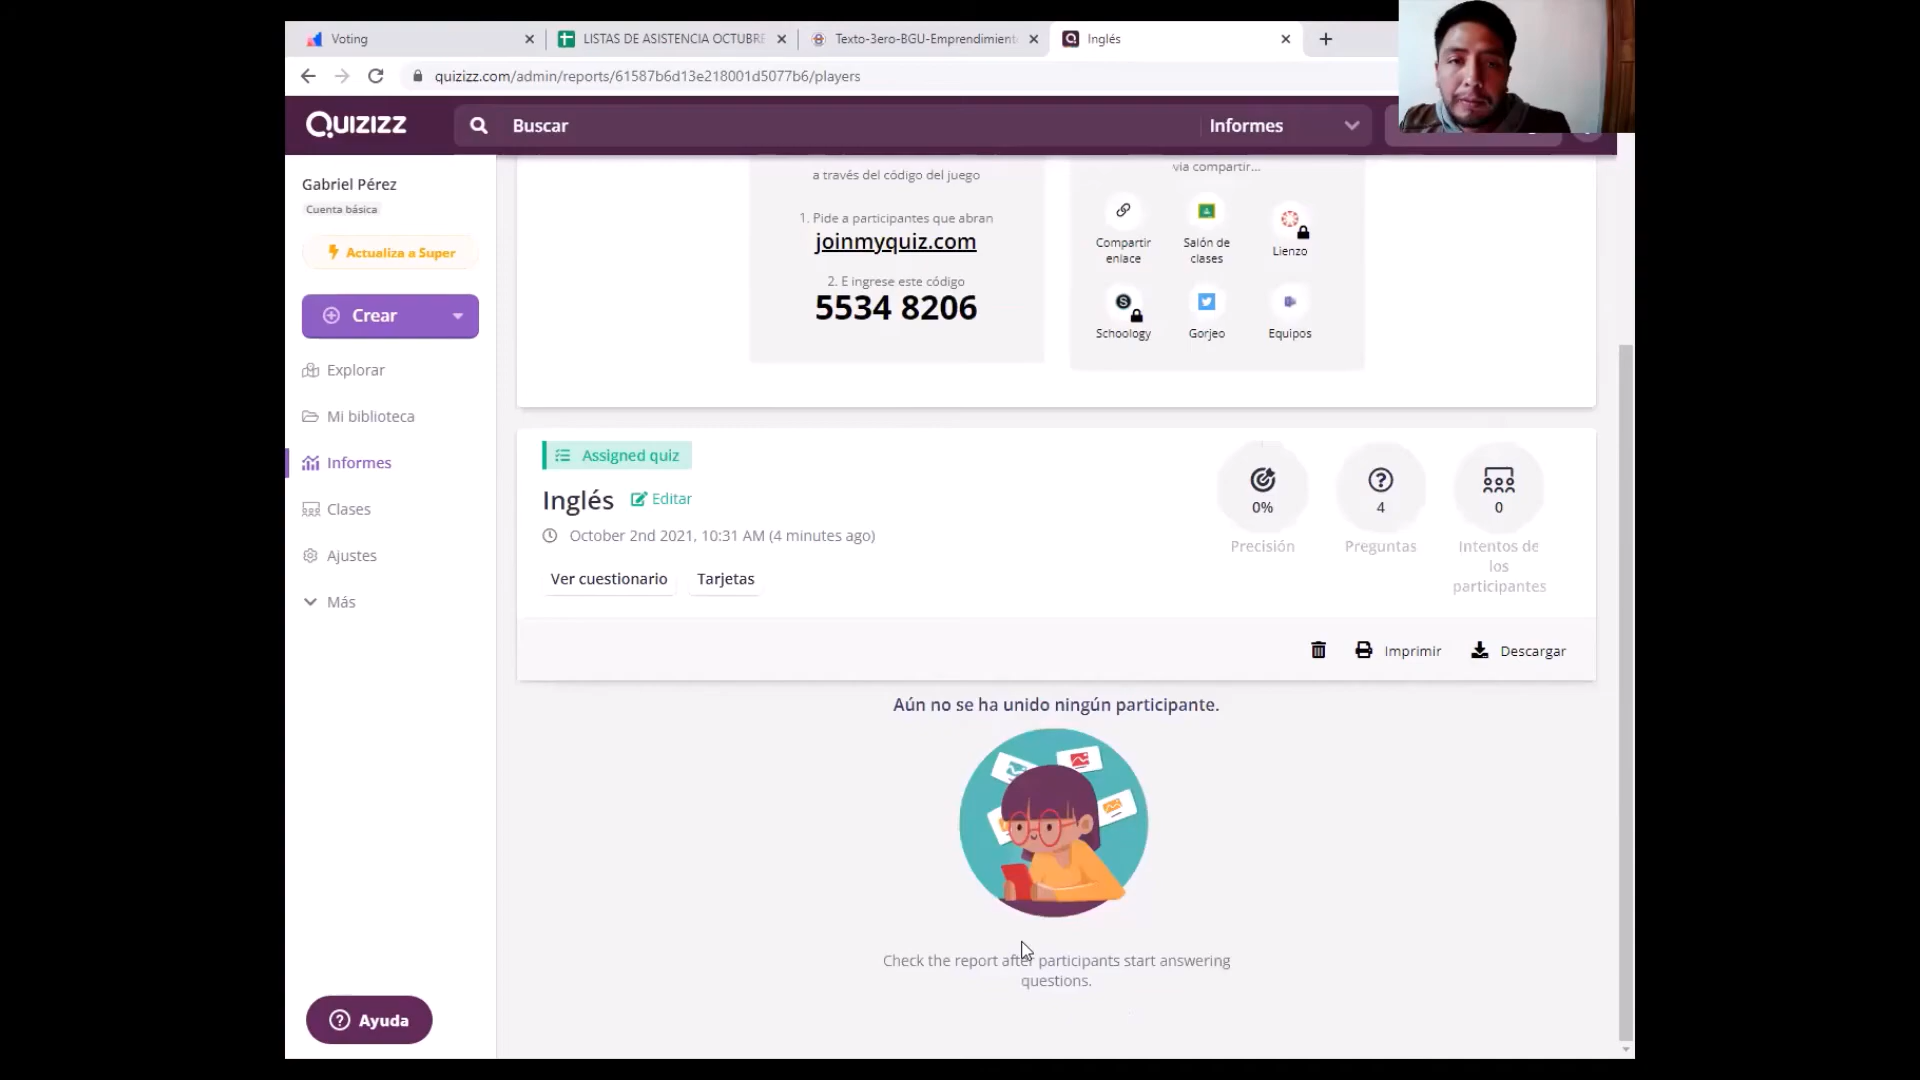 Voting
LISTAS DE ASISTENCIA OCTUBRE
Texto-3ero-BGU-Emprendimient
Inglés
quizizz.com/admin/reports/61587b6d13e218001d5077b6/players
QUIZIZZ
Buscar
Informes
Gabriel Pérez
Cuenta básica
Actualiza a Super
Crear
Explorar
Mi biblioteca
Informes
Clases
Ajustes
Más
Ayuda
a través del código del juego
1. Pide a participantes que abran
joinmyquiz.com
2. E ingrese este código
5534 8206
vía compartir...
Compartir
enlace
Salón de
clases
Lienzo
Schoology
Gorjeo
Equipos
Assigned quiz
Inglés
Editar
October 2nd 2021, 10:31 AM (4 minutes ago)
Ver cuestionario
Tarjetas
0%
Precisión
4
Preguntas
0
Intentos de
los
participantes
Imprimir
Descargar
Aún no se ha unido ningún participante.
Check the report after participants start answering
questions.